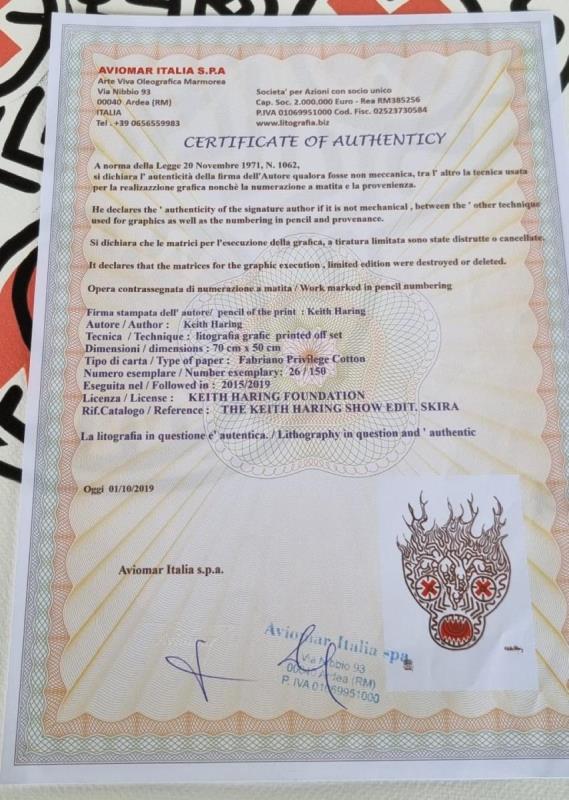 AVIOMAR ITALIA S.P.A
Arte Viva Oleografica Marmorea
Via Nibbio 93
00040 Ardea (RM)
ITALIA
Tel . +39 0656559983
Societa' per Azioni con socio unico
Cap. Soc. 2.000.000 Euro - Rea RM385256
P.IVA 01069951000 Cod. Fisc. 02523730584
www.litografia.biz
CERTIFICATE OF AUTHENTICY
A norma della Legge 20 Novembre 1971, N. 1062,
si dichiara l' autenticità della firma dell'Autore qualora fosse non meccanica, tra l' altro la tecnica usata
per la realizazzione grafica nonchè la numerazione a matita e la provenienza.
He declares the ' authenticity of the signature author if it is not mechanical , between the ' other technique
used for graphics as well as the numbering in pencil and provenance.
Si dichiara che le matrici per l'esecuzione della grafica, a tiratura limitata sono state distrutte o cancellate.
It declares that the matrices for the graphic execution , limited edition were destroyed or deleted.
Opera contrassegnata di numerazione a matita / Work marked in pencil numbering
Firma stampata dell' autore/ pencil of the print : Keith Haring
Autore / Author : Keith Haring
Tecnica / Technique : litografia grafic printed off set
Dimensioni / dimensions : 70 cm x 50 cm
Tipo di carta / Type of paper : Fabriano Privilege Cotton
Numero esemplare / Number exemplary: 26 / 150
Eseguita nel / Followed in : 2015/2019
Licenza / License : KEITH HARING FOUNDATION
Rif.Catalogo / Reference : THE KEITH HARING SHOW EDIT. SKIRA
La litografia in questione e' autentica. / Lithography in question and ' authentic
Oggi 01/10/2019
Aviomar Italia s.p.a.
Aviomar Italia spa
Via Nibbio 93
00040 Ardea (RM)
P. IVA 01069951000